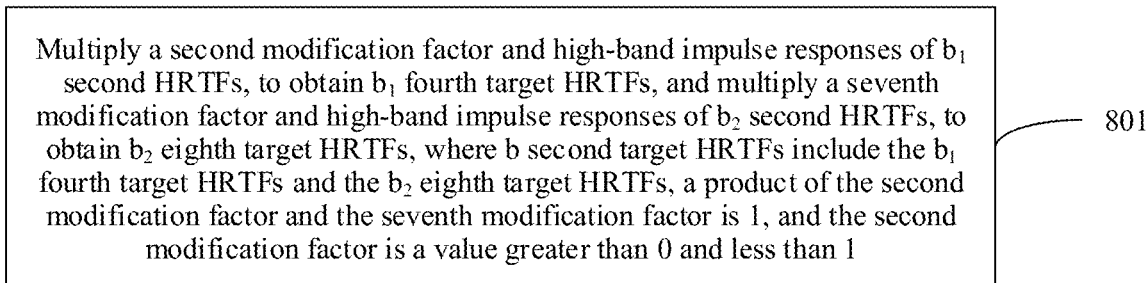 Multiply a second modification factor and high-band impulse responses of b₁
second HRTFs, to obtain b₁ fourth target HRTFs, and multiply a seventh
modification factor and high-band impulse responses of b₂ second HRTFs, to
obtain b₂ eighth target HRTFs, where b second target HRTFs include the b₁
fourth target HRTFs and the b₂ eighth target HRTFs, a product of the second
modification factor and the seventh modification factor is 1, and the second
modification factor is a value greater than 0 and less than 1
801